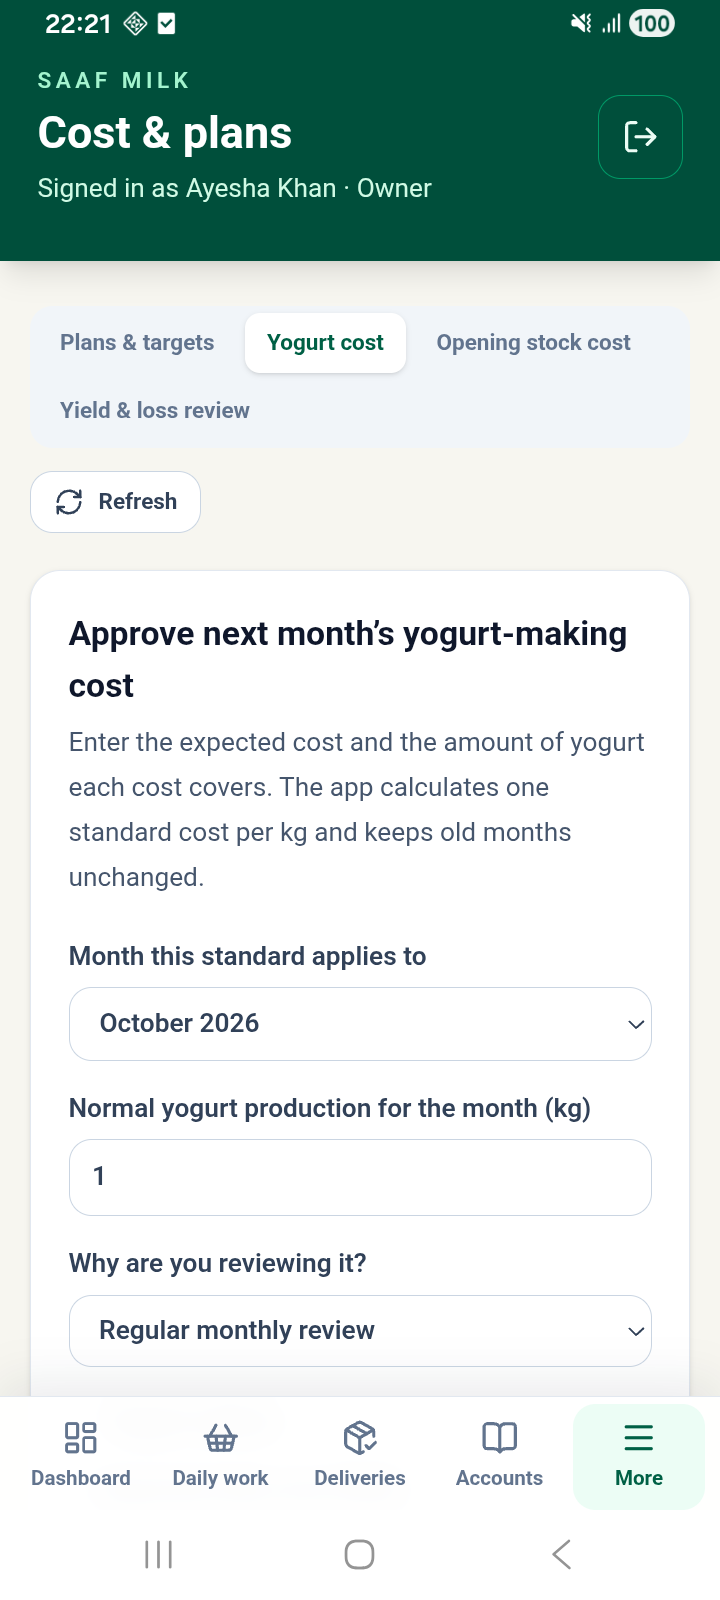 22:21
100
SAAF MILK
Cost & plans
Signed in as Ayesha Khan · Owner
Plans & targets
Yogurt cost
Opening stock cost
Yield & loss review
Refresh
Approve next month’s yogurt-making
cost
Enter the expected cost and the amount of yogurt
each cost covers. The app calculates one
standard cost per kg and keeps old months
unchanged.
Month this standard applies to
October 2026
Normal yogurt production for the month (kg)
1
Why are you reviewing it?
Regular monthly review
Dashboard
Daily work
Deliveries
Accounts
More